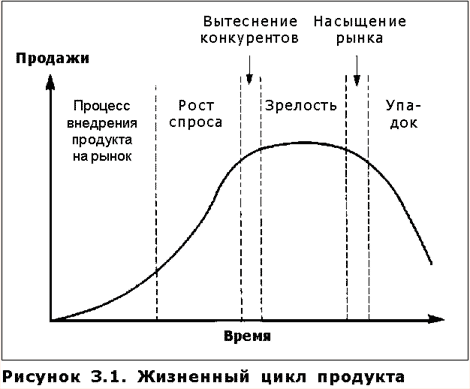 Вытеснение
конкурентов
Насыщение
рынка
Продажи
Процесс
внедрения
продукта
на рынок
Рост
спроса
Зрелость
Упа-
док
Время
Рисунок 3.1. Жизненный цикл продукта